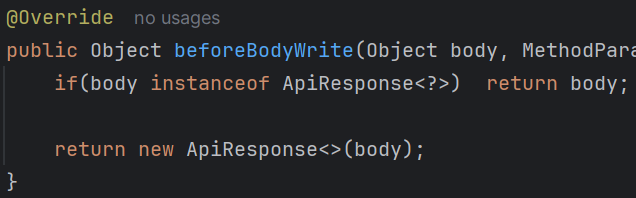 @Override no usages
public Object beforeBodyWrite(Object body, MethodPara
if(body instanceof ApiResponse<?>) return body;
return new ApiResponse<>(body);
}